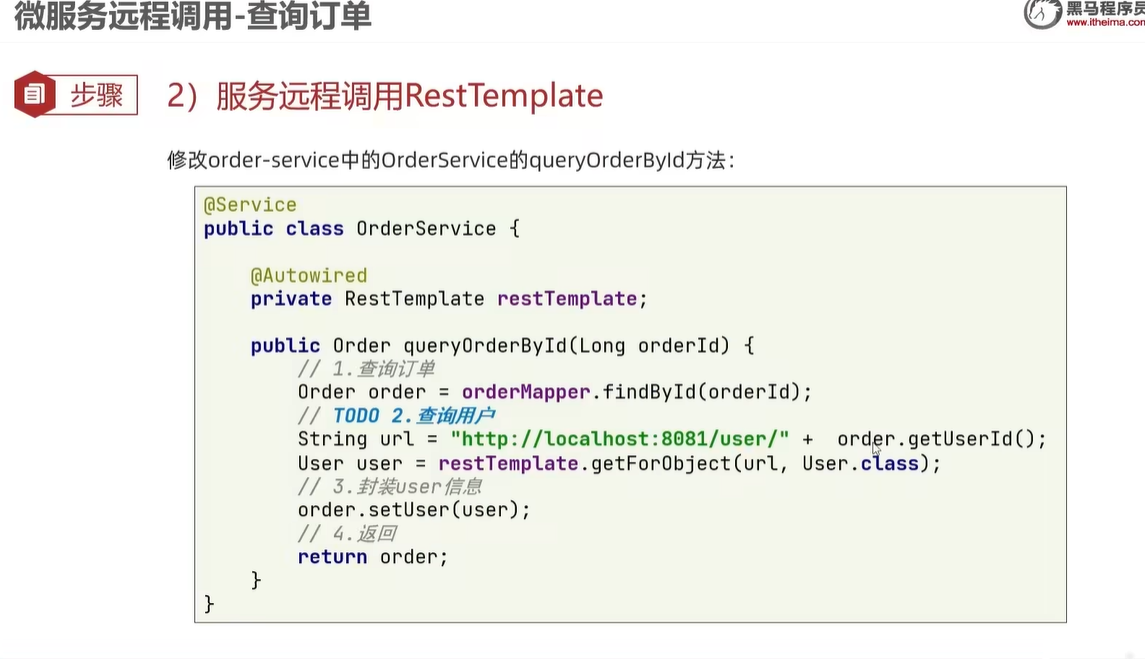 微服务远程调用-查询订单
黑马程序员
www.itheima.com
步骤
2）服务远程调用RestTemplate
修改order-service中的OrderService的queryOrderById方法：
@Service
public class OrderService {
@Autowired
private RestTemplate restTemplate;
public Order queryOrderById(Long orderId) {
// 1.查询订单
Order order = orderMapper.findById(orderId);
// TODO 2.查询用户
String url = "http://localhost:8081/user/" +  order.getUserId();
User user = restTemplate.getForObject(url, User.class);
// 3.封装user信息
order.setUser(user);
// 4.返回
return order;
}
}